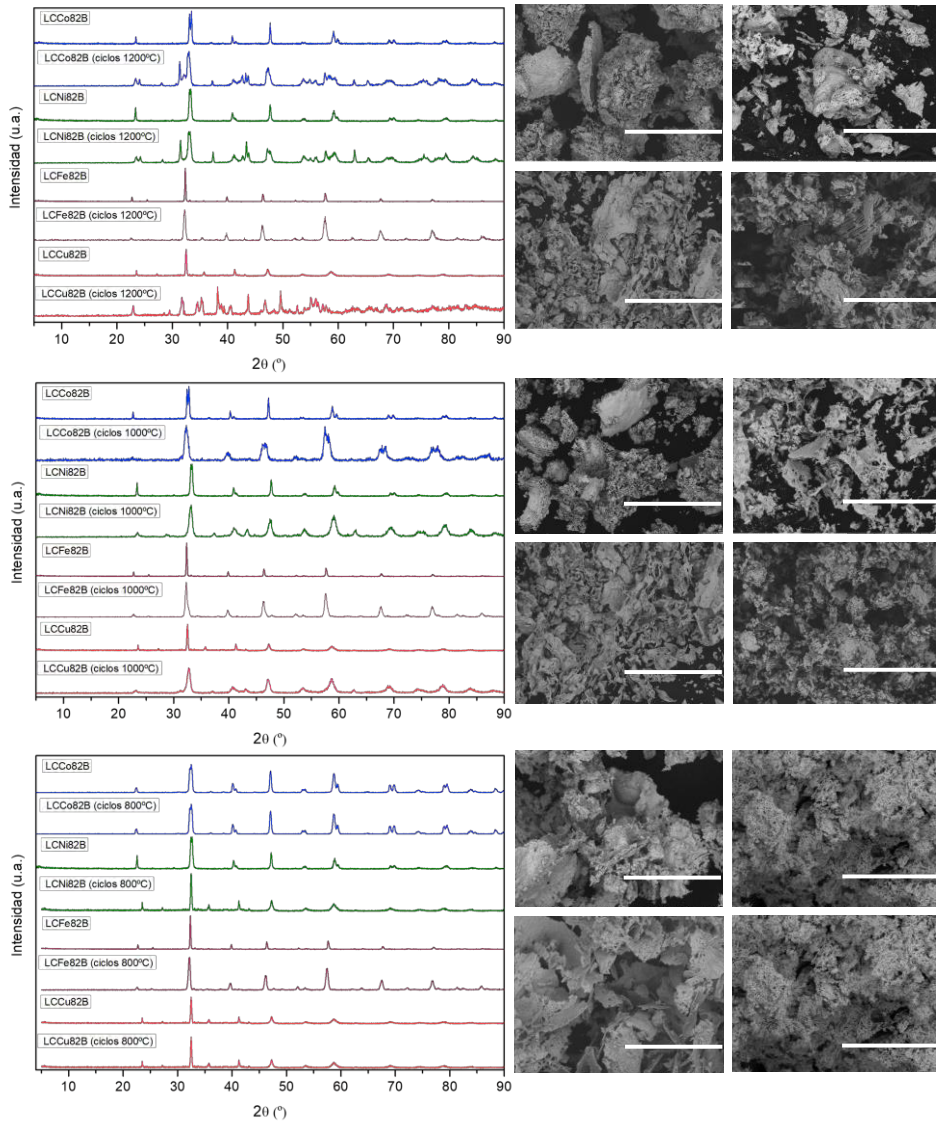 Intensidad (u.a.)
LCCo82B
LCCo82B (ciclos 1200ºC)
LCNi82B
LCNi82B (ciclos 1200ºC)
LCFe82B
LCFe82B (ciclos 1200ºC)
LCCu82B
LCCu82B (ciclos 1200ºC)
10 20 30 40 50 60 70 80 90
2θ (º)
Intensidad (u.a.)
LCCo82B
LCCo82B (ciclos 1000ºC)
LCNi82B
LCNi82B (ciclos 1000ºC)
LCFe82B
LCFe82B (ciclos 1000ºC)
LCCu82B
LCCu82B (ciclos 1000ºC)
10 20 30 40 50 60 70 80 90
2θ (º)
Intensidad (u.a.)
LCCo82B
LCCo82B (ciclos 800ºC)
LCNi82B
LCNi82B (ciclos 800ºC)
LCFe82B
LCFe82B (ciclos 800ºC)
LCCu82B
LCCu82B (ciclos 800ºC)
10 20 30 40 50 60 70 80 90
2θ (º)